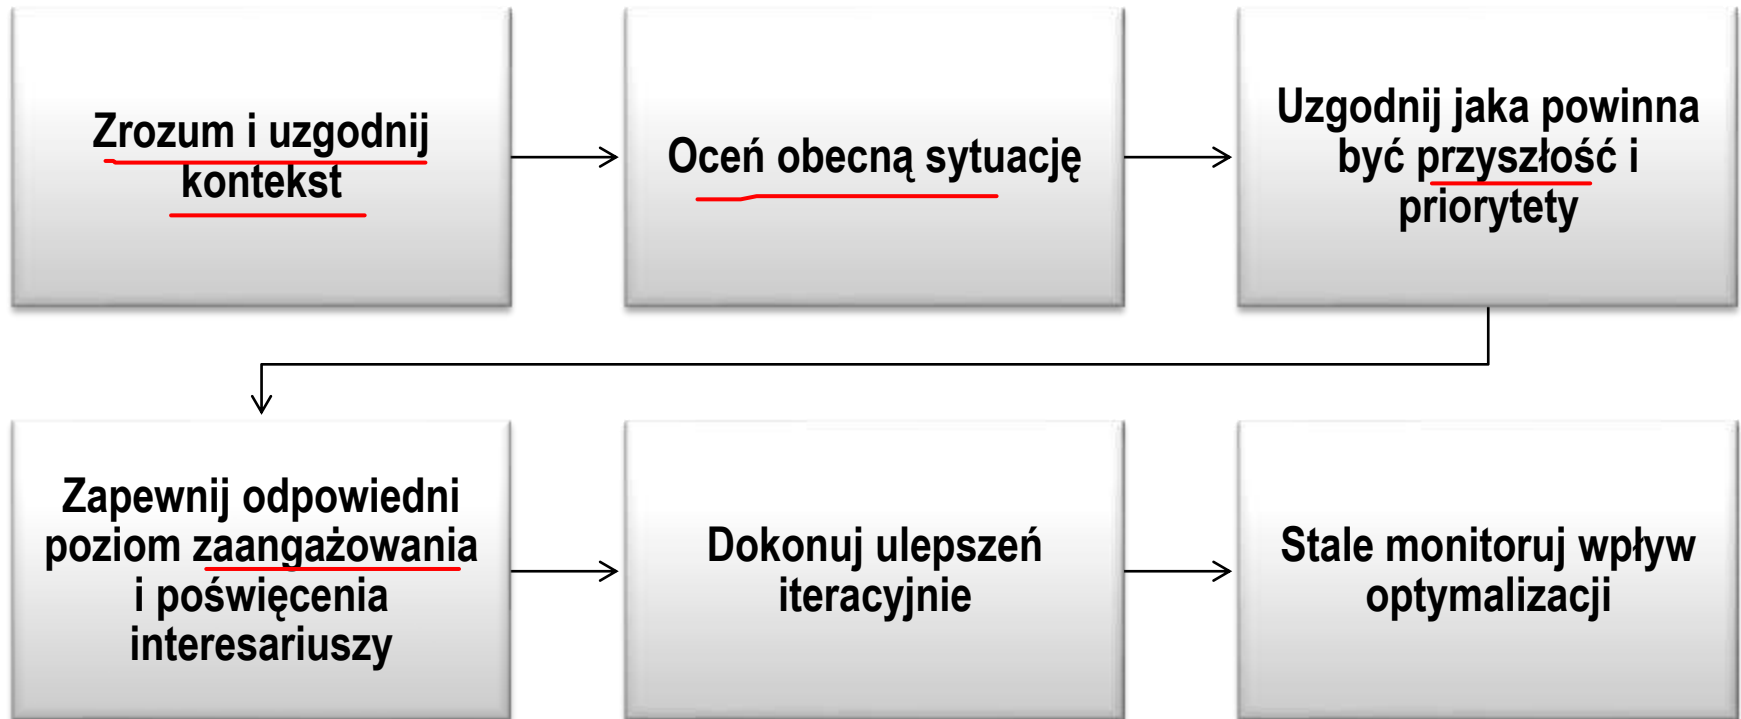 Zrozum i uzgodnij
kontekst
Oceń obecną sytuację
Uzgodnij jaka powinna
być przyszłość i
priorytety
Zapewnij odpowiedni
poziom zaangażowania
i poświęcenia
interesariuszy
Dokonuj ulepszeń
iteracyjnie
Stale monitoruj wpływ
optymalizacji